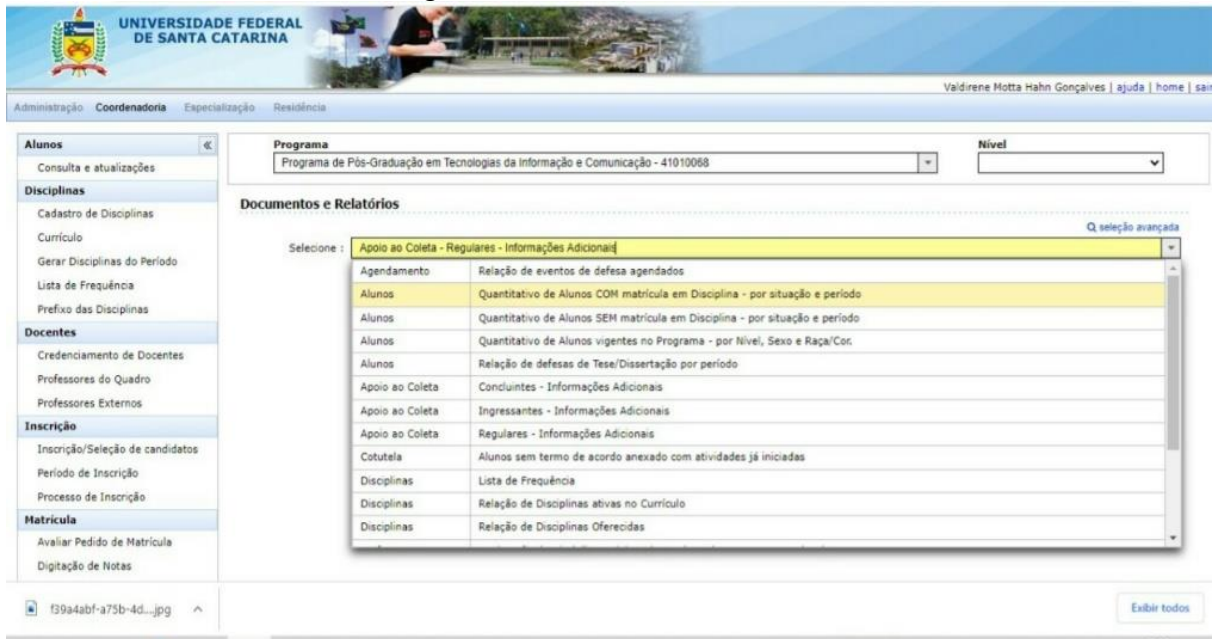 UNIVERSIDADE FEDERAL
DE SANTA CATARINA
Valdirene Motta Hahn Gonçalves | ajuda | home | sair
Administração Coordenadoria Especialização Residência
Alunos
Consulta e atualizações
Disciplinas
Cadastro de Disciplinas
Currículo
Gerar Disciplinas do Período
Lista de Frequência
Prefixo das Disciplinas
Docentes
Credenciamento de Docentes
Professores do Quadro
Professores Externos
Inscrição
Inscrição/Seleção de candidatos
Período de Inscrição
Processo de Inscrição
Matrícula
Avaliar Pedido de Matrícula
Digitação de Notas
Programa
Programa de Pós-Graduação em Tecnologias da Informação e Comunicação - 41010068
Nível
Documentos e Relatórios
seleção avançada
Selecione : Apoio ao Coleta - Regulares - Informações Adicionais
Agendamento Relação de eventos de defesa agendados
Alunos Quantitativo de Alunos COM matrícula em Disciplina - por situação e período
Alunos Quantitativo de Alunos SEM matrícula em Disciplina - por situação e período
Alunos Quantitativo de Alunos vigentes no Programa - por Nível, Sexo e Raça/Cor.
Alunos Relação de defesas de Tese/Dissertação por período
Apoio ao Coleta Concluintes - Informações Adicionais
Apoio ao Coleta Ingressantes - Informações Adicionais
Apoio ao Coleta Regulares - Informações Adicionais
Cotutela Alunos sem termo de acordo anexado com atividades já iniciadas
Disciplinas Lista de Frequência
Disciplinas Relação de Disciplinas ativas no Currículo
Disciplinas Relação de Disciplinas Oferecidas
f39a4abf-a75b-4d....jpg
Exibir todos